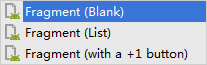 Fragment (Blank)
Fragment (List)
Fragment (with a +1 button)